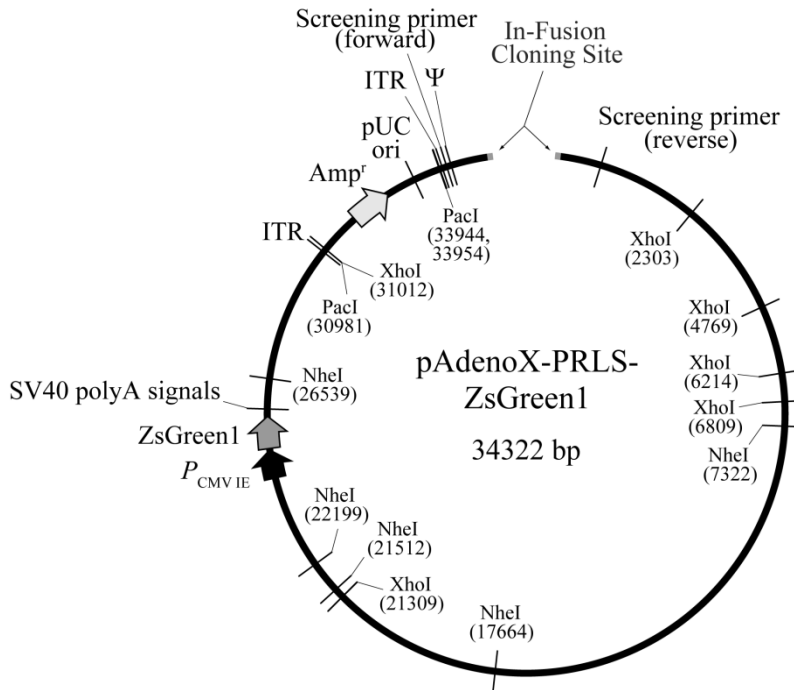 Screening primer
(forward)
In-Fusion
Cloning Site
ITR
Ψ
pUC
ori
Screening primer
(reverse)
Ampʳ
PacI
(33944,
33954)
XhoI
(2303)
ITR
XhoI
(31012)
PacI
(30981)
XhoI
(4769)
pAdenoX-PRLS-
ZsGreen1
34322 bp
XhoI
(6214)
XhoI
(6809)
NheI
(7322)
NheI
(26539)
SV40 polyA signals
ZsGreen1
P CMV IE
NheI
(22199)
NheI
(21512)
XhoI
(21309)
NheI
(17664)